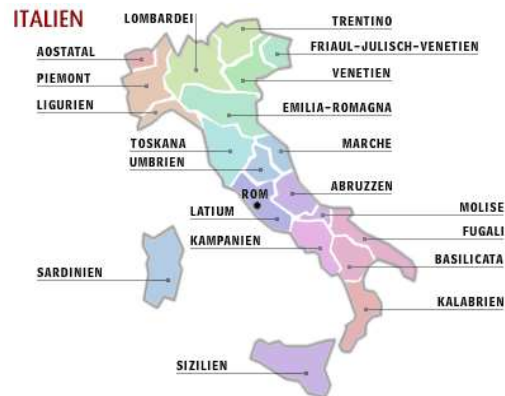 ITALIEN
LOMBARDEI
TRENTINO
AOSTATAL
FRIAUL-JULISCH-VENETIEN
PIEMONT
VENETIEN
LIGURIEN
EMILIA-ROMAGNA
TOSKANA
MARCHE
UMBRIEN
ROM
ABRUZZEN
LATIUM
MOLISE
KAMPANIEN
FUGALI
SARDINIEN
BASILICATA
KALABRIEN
SIZILIEN